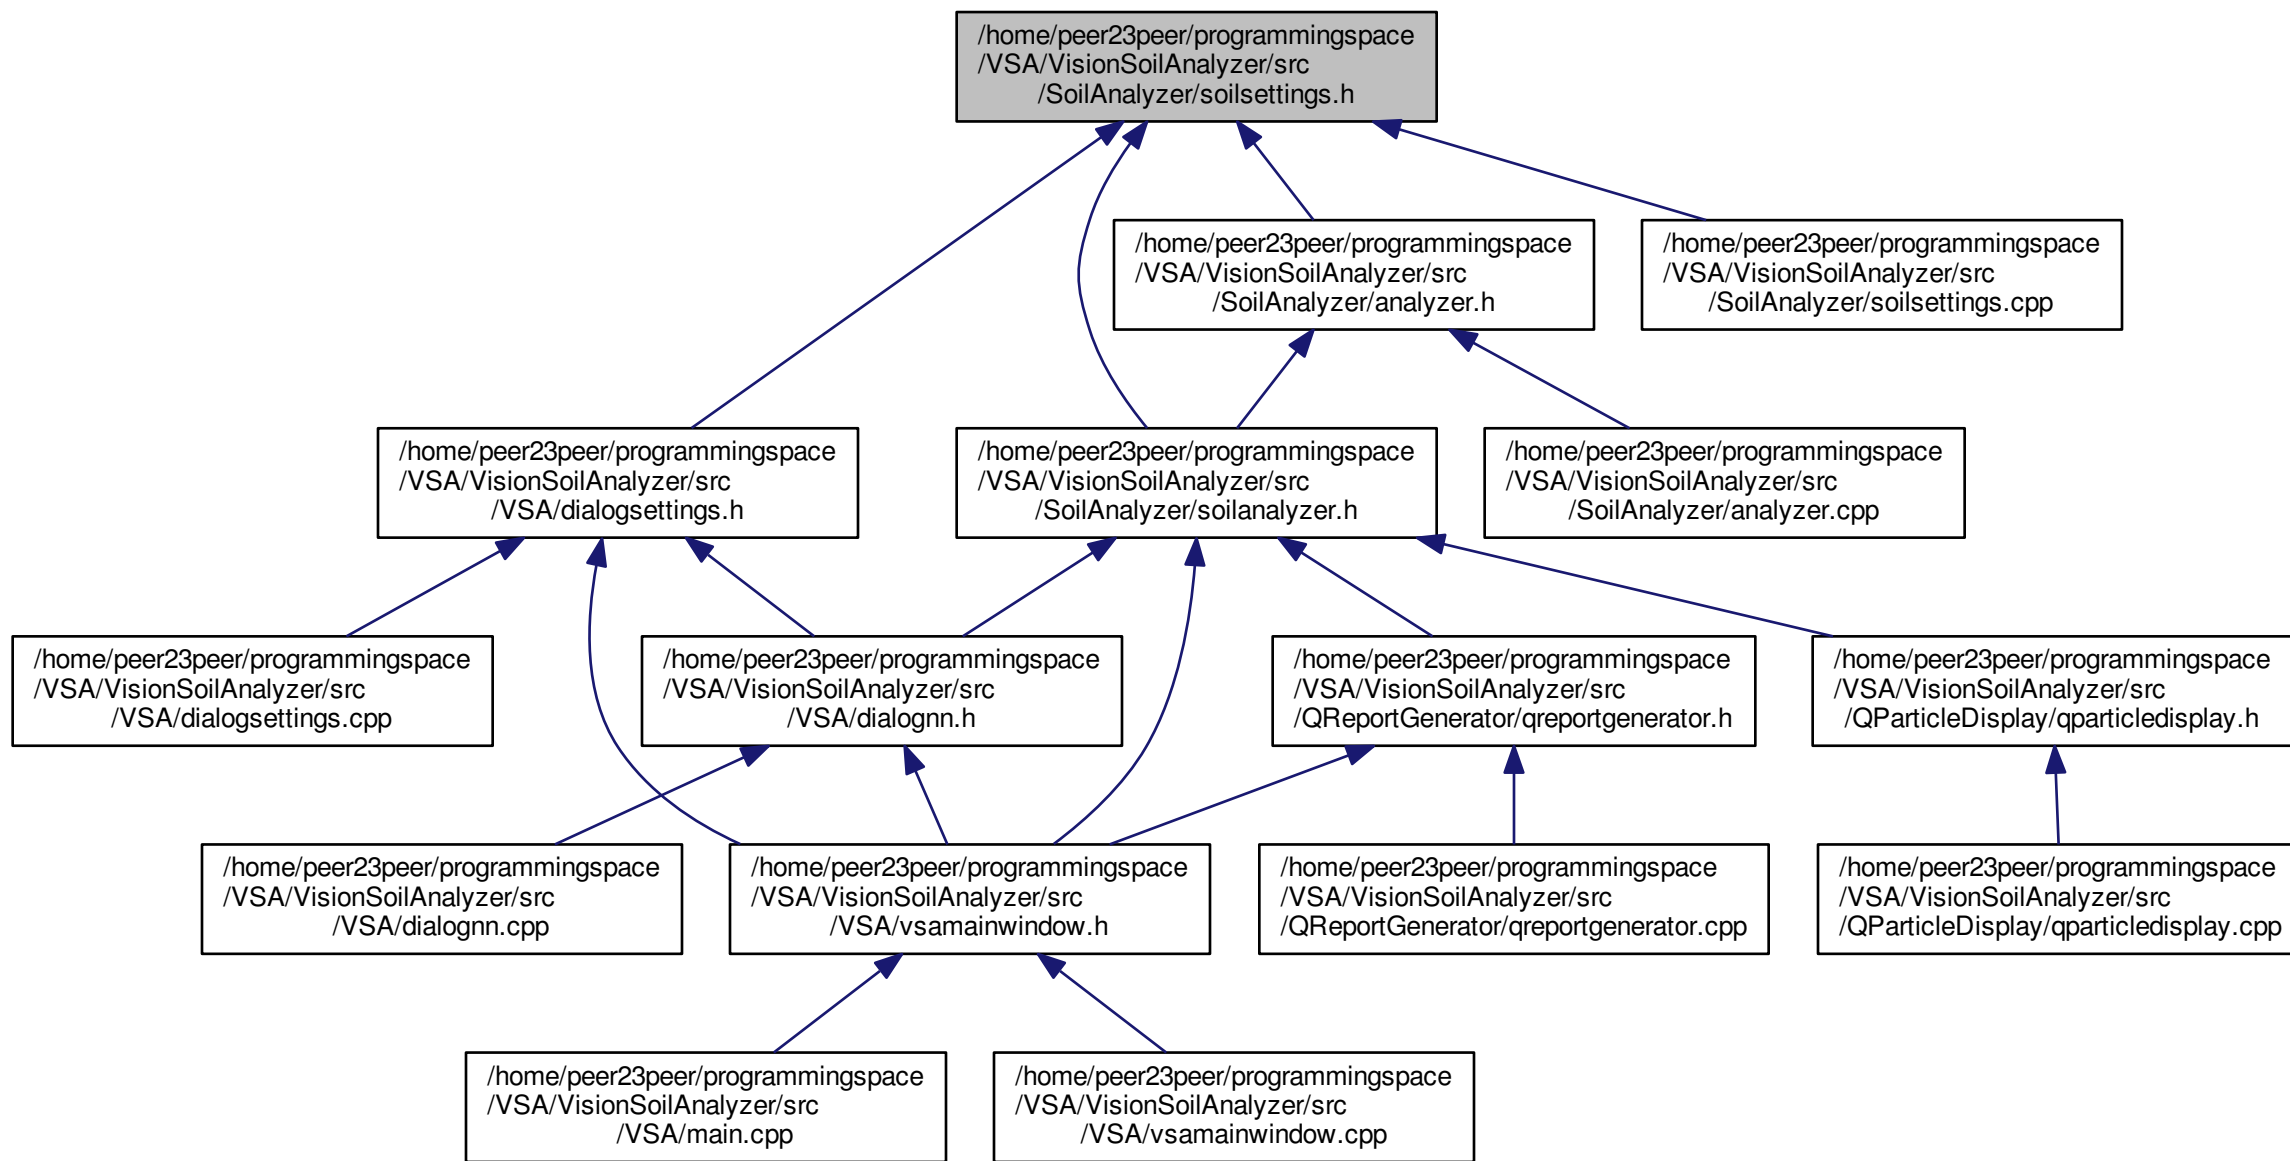 /home/peer23peer/programmingspace
/VSA/VisionSoilAnalyzer/src
/SoilAnalyzer/soilsettings.h
/home/peer23peer/programmingspace
/VSA/VisionSoilAnalyzer/src
/SoilAnalyzer/analyzer.h
/home/peer23peer/programmingspace
/VSA/VisionSoilAnalyzer/src
/SoilAnalyzer/soilsettings.cpp
/home/peer23peer/programmingspace
/VSA/VisionSoilAnalyzer/src
/VSA/dialogsettings.h
/home/peer23peer/programmingspace
/VSA/VisionSoilAnalyzer/src
/SoilAnalyzer/soilanalyzer.h
/home/peer23peer/programmingspace
/VSA/VisionSoilAnalyzer/src
/SoilAnalyzer/analyzer.cpp
/home/peer23peer/programmingspace
/VSA/VisionSoilAnalyzer/src
/VSA/dialogsettings.cpp
/home/peer23peer/programmingspace
/VSA/VisionSoilAnalyzer/src
/VSA/dialognn.h
/home/peer23peer/programmingspace
/VSA/VisionSoilAnalyzer/src
/QReportGenerator/qreportgenerator.h
/home/peer23peer/programmingspace
/VSA/VisionSoilAnalyzer/src
/QParticleDisplay/qparticledisplay.h
/home/peer23peer/programmingspace
/VSA/VisionSoilAnalyzer/src
/VSA/dialognn.cpp
/home/peer23peer/programmingspace
/VSA/VisionSoilAnalyzer/src
/VSA/vsamainwindow.h
/home/peer23peer/programmingspace
/VSA/VisionSoilAnalyzer/src
/QReportGenerator/qreportgenerator.cpp
/home/peer23peer/programmingspace
/VSA/VisionSoilAnalyzer/src
/QParticleDisplay/qparticledisplay.cpp
/home/peer23peer/programmingspace
/VSA/VisionSoilAnalyzer/src
/VSA/main.cpp
/home/peer23peer/programmingspace
/VSA/VisionSoilAnalyzer/src
/VSA/vsamainwindow.cpp